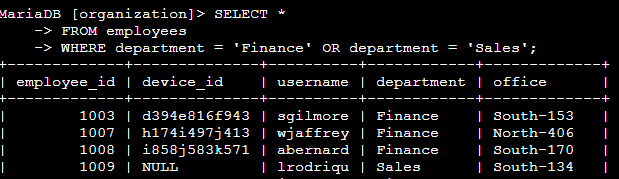 MariaDB [organization]> SELECT *
    -> FROM employees
    -> WHERE department = 'Finance' OR department = 'Sales';
+-------------+--------------+----------+------------+-------------+
| employee_id | device_id    | username | department | office      |
+-------------+--------------+----------+------------+-------------+
|        1003 | d394e816f943 | sgilmore | Finance    | South-153   |
|        1007 | h174i497j413 | wjaffrey | Finance    | North-406   |
|        1008 | i858j583k571 | abernard | Finance    | South-170   |
|        1009 | NULL         | lrodriqu | Sales      | South-134   |